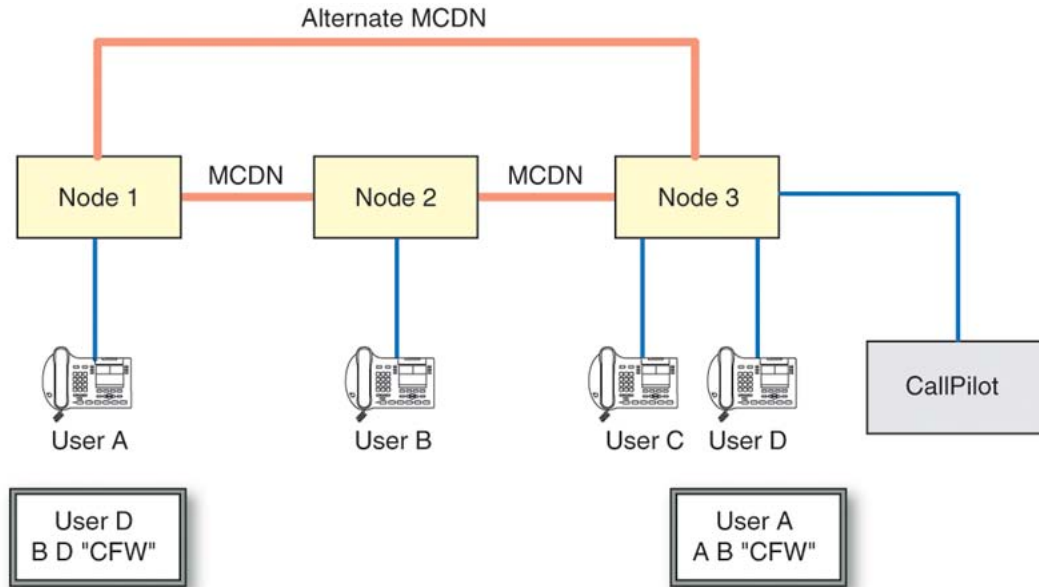 Alternate MCDN
Node 1
MCDN
Node 2
MCDN
Node 3
User A
User B
User C
User D
CallPilot
User D
B D "CFW"
User A
A B "CFW"